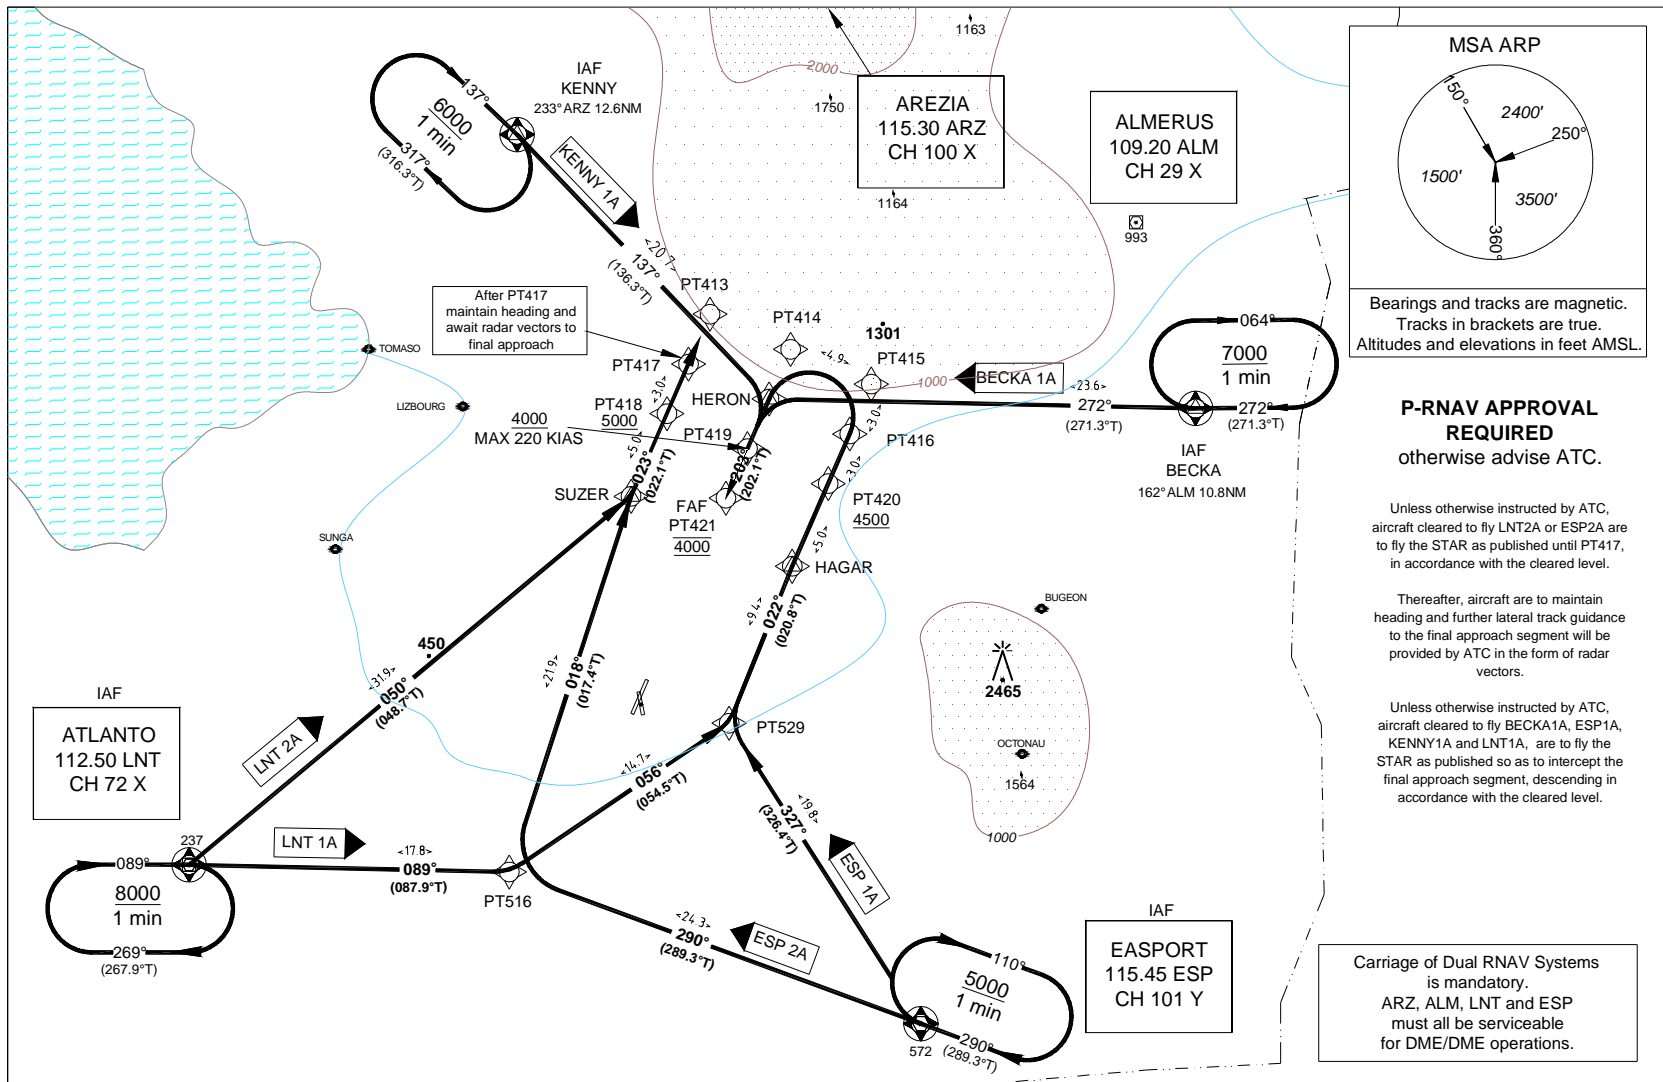 1163
2000
1750
1164
IAF
KENNY
233°ARZ 12.6NM
137°
6000
1 min
317°
(316.3°T)
KENNY 1A
<20.7>
137°
(136.3°T)
AREZIA
115.30 ARZ
CH 100 X
ALMERUS
109.20 ALM
CH 29 X
993
MSA ARP
150°
2400'
250°
1500'
3500'
360°
Bearings and tracks are magnetic.
Tracks in brackets are true.
Altitudes and elevations in feet AMSL.
After PT417
maintain heading and
await radar vectors to
final approach
PT413
PT414
1301
<4.9>
PT415
1000
BECKA 1A
<23.6>
272°
(271.3°T)
064°
7000
1 min
272°
(271.3°T)
IAF
BECKA
162°ALM 10.8NM
TOMASO
LIZBOURG
SUNGA
PT417
<3.0>
PT418
5000
HERON
4000
MAX 220 KIAS
PT419
<3.0>
PT416
<5.0>
023°
(022.1°T)
203°
(202.1°T)
<3.0>
SUZER
FAF
PT421
4000
PT420
4500
<5.0>
HAGAR
P-RNAV APPROVAL
REQUIRED
otherwise advise ATC.
Unless otherwise instructed by ATC,
aircraft cleared to fly LNT2A or ESP2A are
to fly the STAR as published until PT417,
in accordance with the cleared level.
Thereafter, aircraft are to maintain
heading and further lateral track guidance
to the final approach segment will be
provided by ATC in the form of radar
vectors.
Unless otherwise instructed by ATC,
aircraft cleared to fly BECKA1A, ESP1A,
KENNY1A and LNT1A, are to fly the
STAR as published so as to intercept the
final approach segment, descending in
accordance with the cleared level.
<9.4>
022°
(020.8°T)
BUGEON
2465
OCTONAU
1564
1000
450
<31.9>
050°
(048.7°T)
<21.9>
018°
(017.4°T)
PT529
<14.7>
056°
(054.5°T)
<19.8>
327°
(326.4°T)
IAF
ATLANTO
112.50 LNT
CH 72 X
LNT 2A
237
LNT 1A
<17.8>
089°
(087.9°T)
PT516
089°
8000
1 min
269°
(267.9°T)
ESP 1A
<24.3>
290°
(289.3°T)
ESP 2A
110°
5000
1 min
290°
(289.3°T)
572
IAF
EASPORT
115.45 ESP
CH 101 Y
Carriage of Dual RNAV Systems
is mandatory.
ARZ, ALM, LNT and ESP
must all be serviceable
for DME/DME operations.